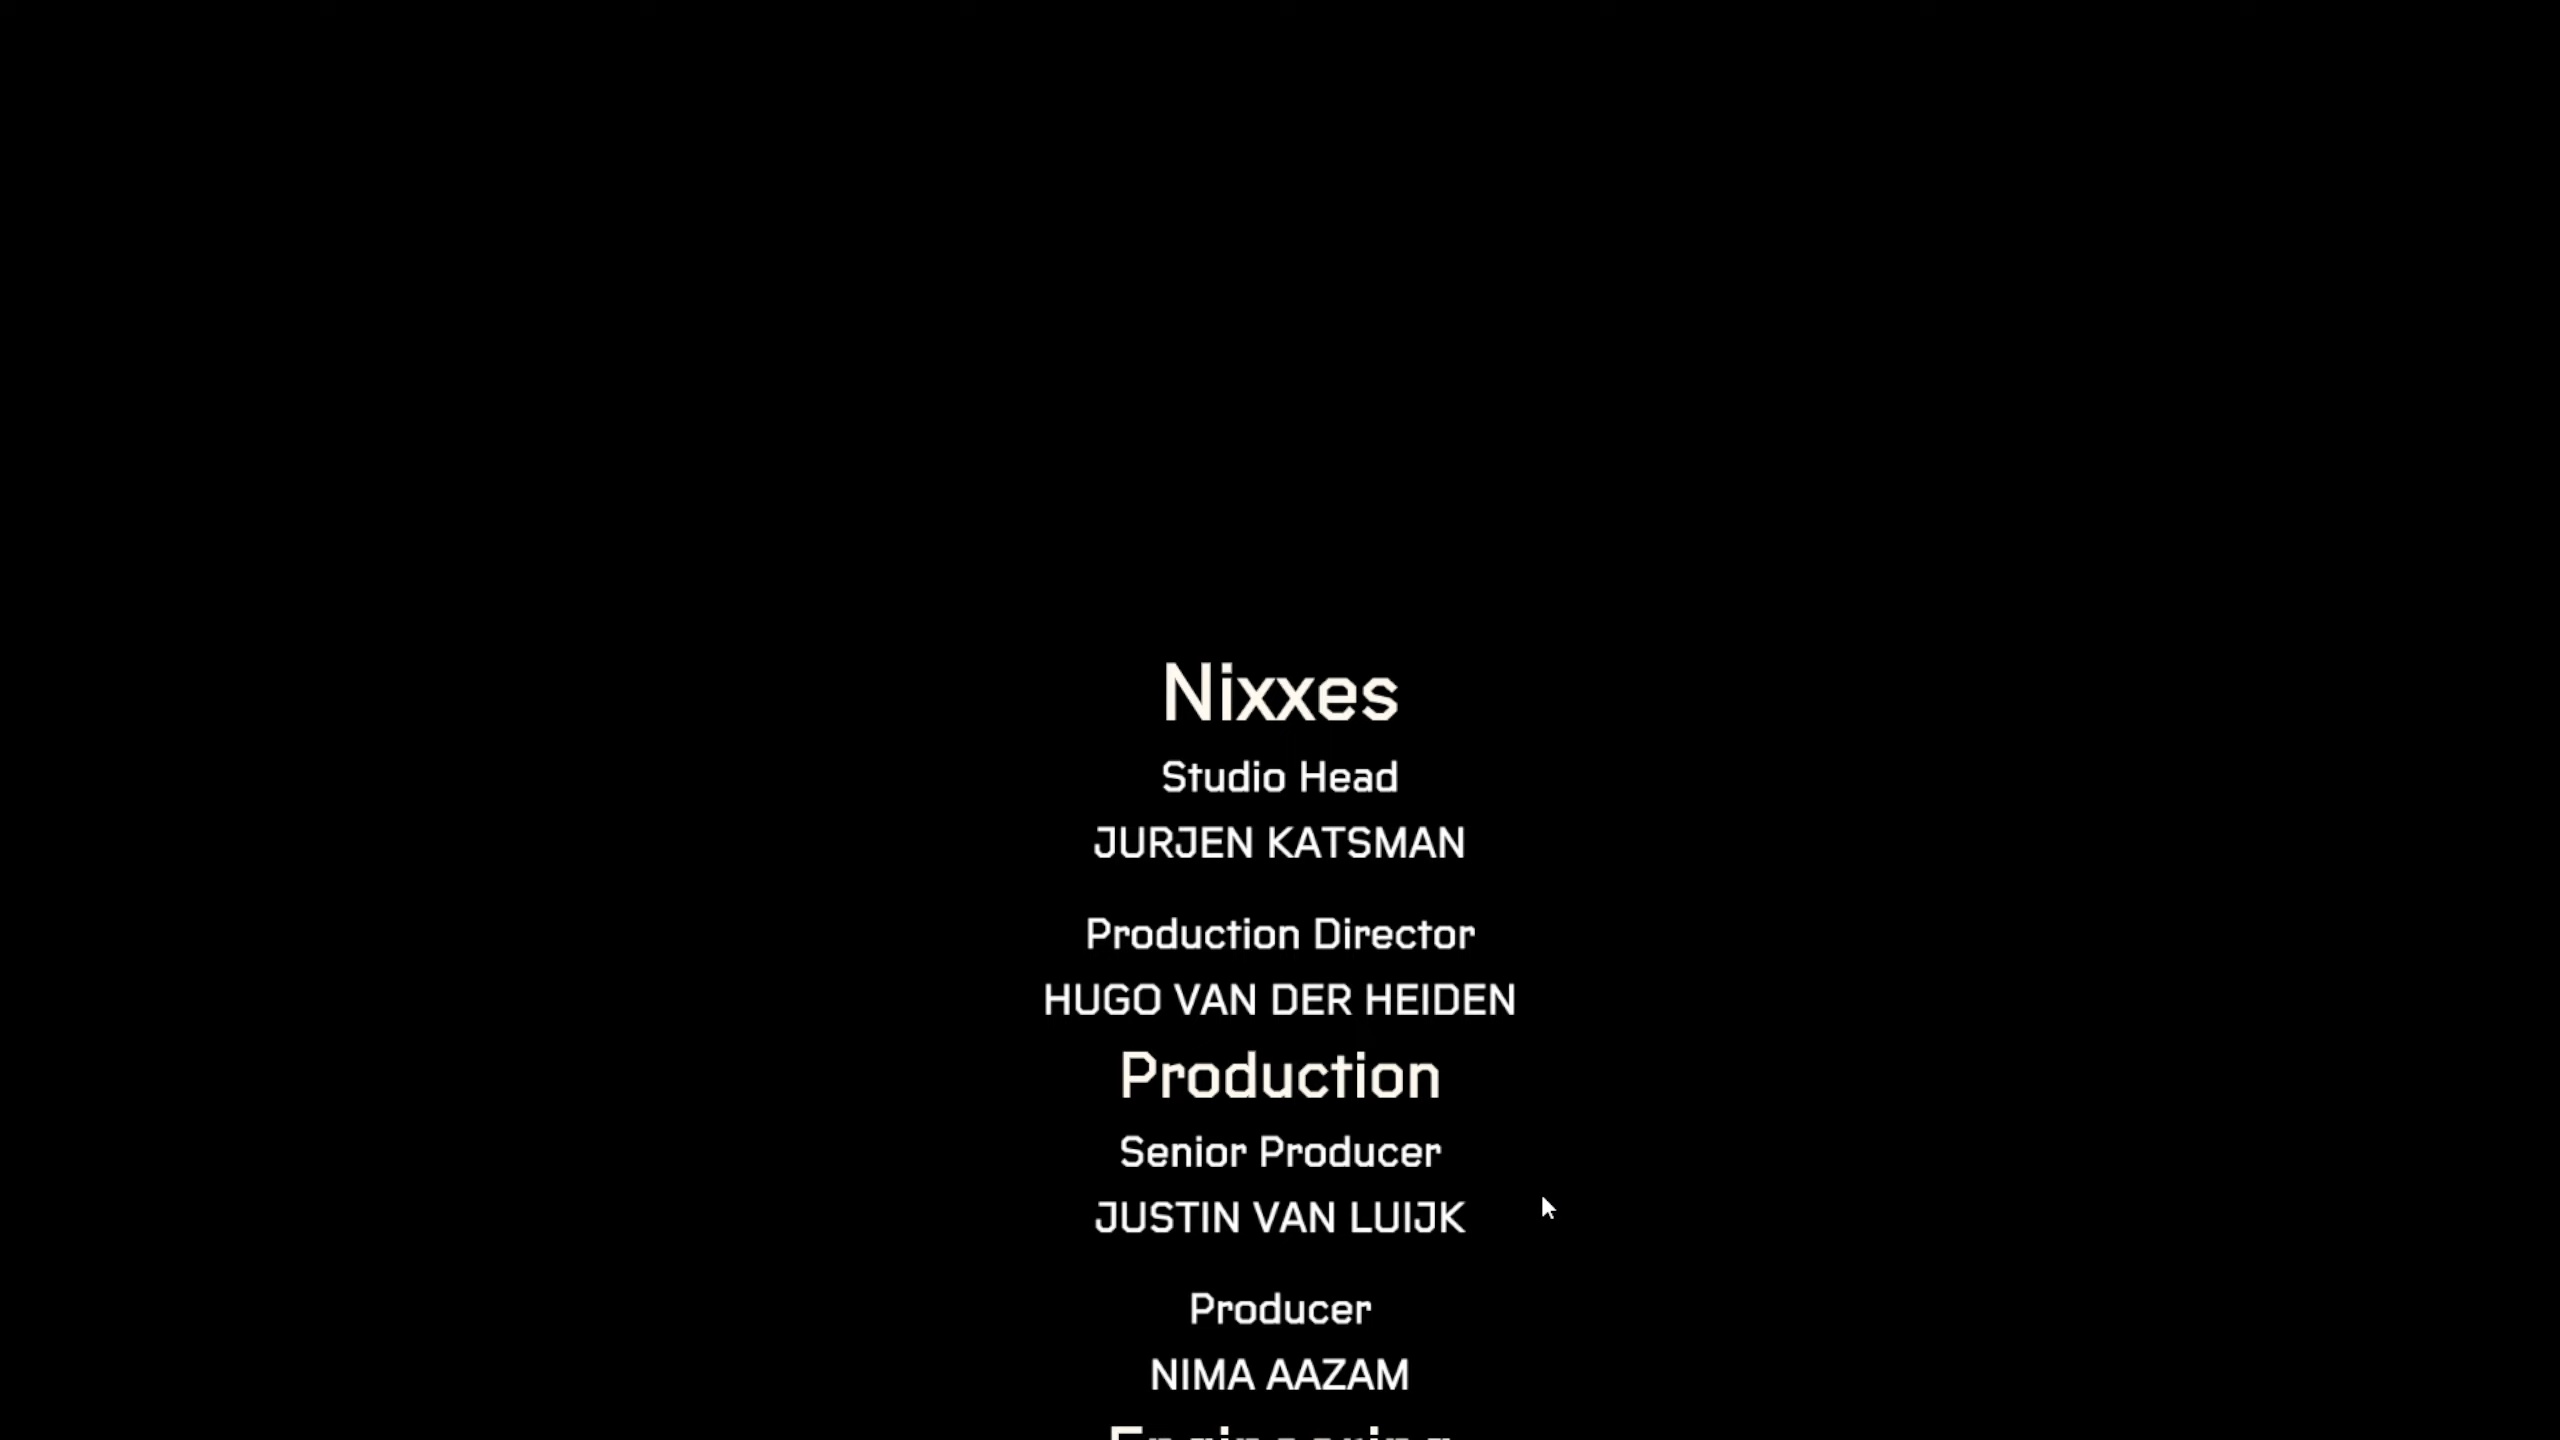 Nixxes
Studio Head
JURJEN KATSMAN
Production Director
HUGO VAN DER HEIDEN
Production
Senior Producer
JUSTIN VAN LUIJK
Producer
NIMA AAZAM
Engineering